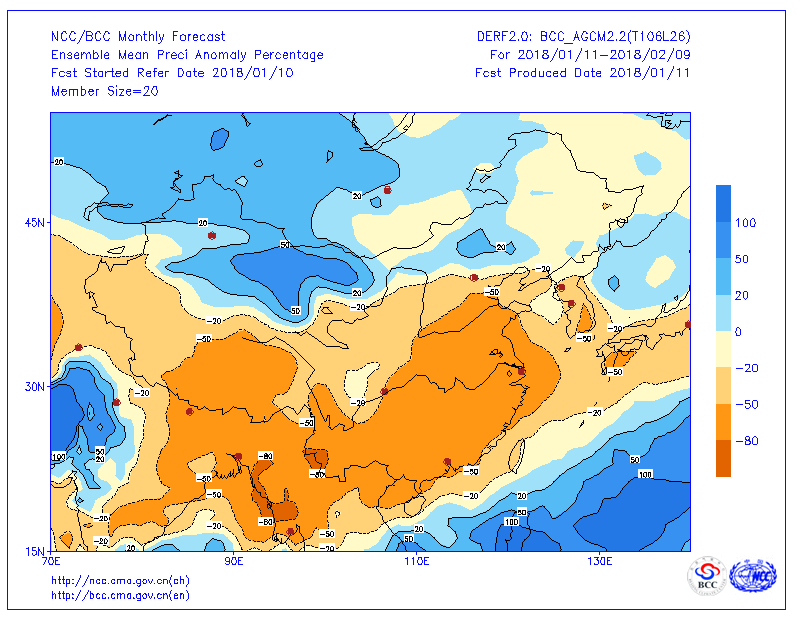 NCC/BCC Monthly Forecast
DERF2.0: BCC_AGCM2.2(T106L26)
Ensemble Mean Preci Anomaly Percentage
For 2018/01/11-2018/02/09
Fcst Started Refer Date 2018/01/10
Fcst Produced Date 2018/01/11
Member Size=20
20
20
45N
20
50
20
-20
20
-20
50
-50
-20
-20
-50
-50
-20
-50
30N
-20
-20
-20
-50
100
50
20
-80
-50
-80
-50
-50
-20
50
100
20
50
100
-20
-20
-80
-50
20
50
-20
20
-20
15N
70E
90E
110E
130E
100
50
20
0
-20
-50
-80
http://ncc.cma.gov.cn(ch)
http://bcc.cma.gov.cn(en)
BCC
NCC